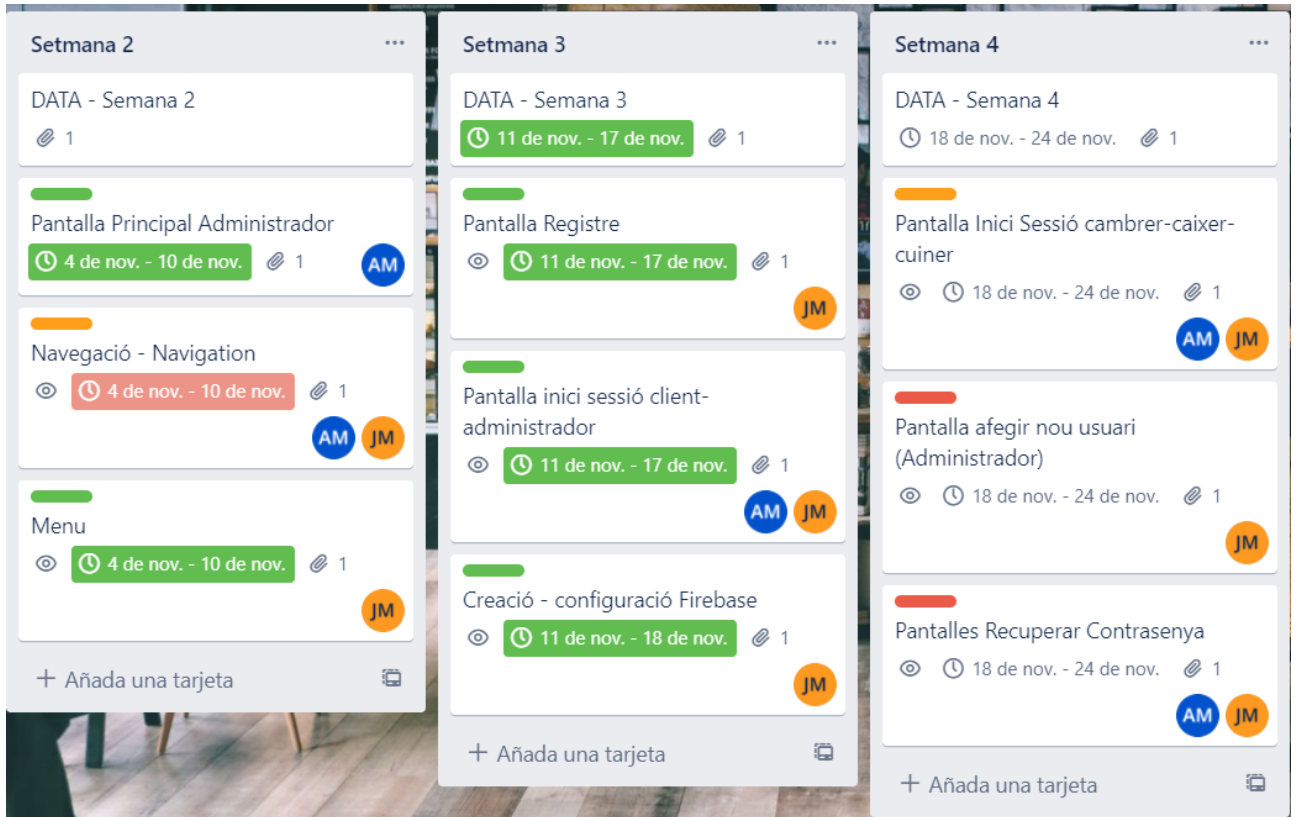 Setmana 2
DATA - Semana 2
1
Pantalla Principal Administrador
4 de nov. - 10 de nov. 1
AM
Navegació - Navigation
4 de nov. - 10 de nov. 1
AM JM
Menu
4 de nov. - 10 de nov. 1
JM
+ Añada una tarjeta
Setmana 3
DATA - Semana 3
11 de nov. - 17 de nov. 1
Pantalla Registre
11 de nov. - 17 de nov. 1
JM
Pantalla inici sessió client-
administrador
11 de nov. - 17 de nov. 1
AM JM
Creació - configuració Firebase
11 de nov. - 18 de nov. 1
JM
+ Añada una tarjeta
Setmana 4
DATA - Semana 4
18 de nov. - 24 de nov. 1
Pantalla Inici Sessió cambrer-caixer-
cuiner
18 de nov. - 24 de nov. 1
AM JM
Pantalla afegir nou usuari
(Administrador)
18 de nov. - 24 de nov. 1
JM
Pantalles Recuperar Contrasenya
18 de nov. - 24 de nov. 1
AM JM
+ Añada una tarjeta